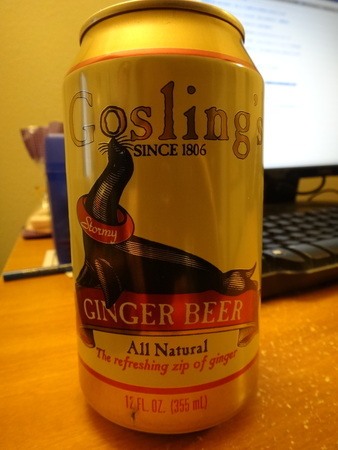 Gosling's
SINCE 1806
Stormy
GINGER BEER
All Natural
The refreshing zip of ginger
12 FL. OZ. (355 mL)